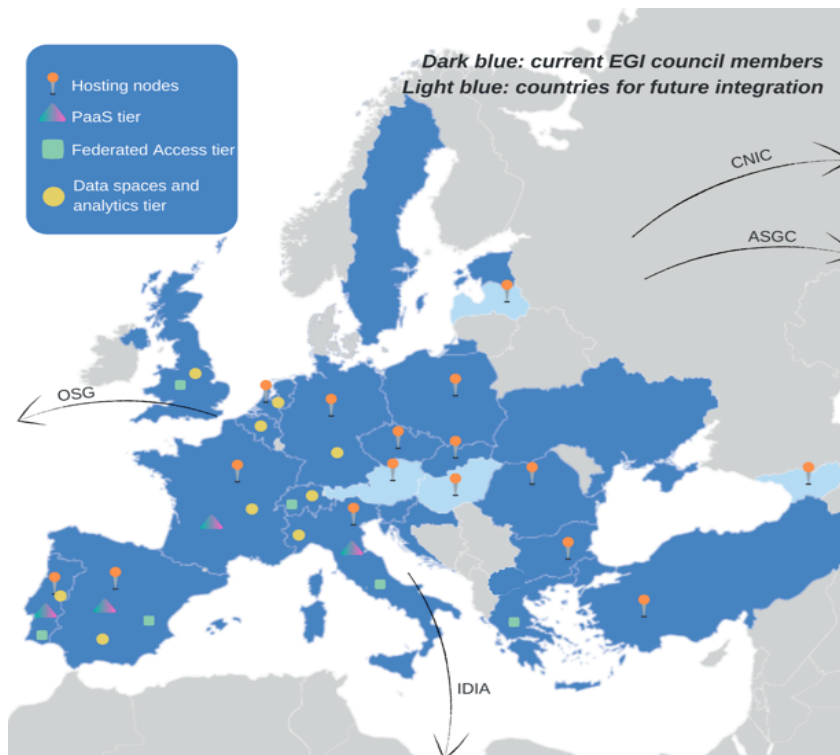 Dark blue: current EGI council members
Light blue: countries for future integration
Hosting nodes
PaaS tier
Federated Access tier
Data spaces and
analytics tier
CNIC
ASGC
OSG
IDIA